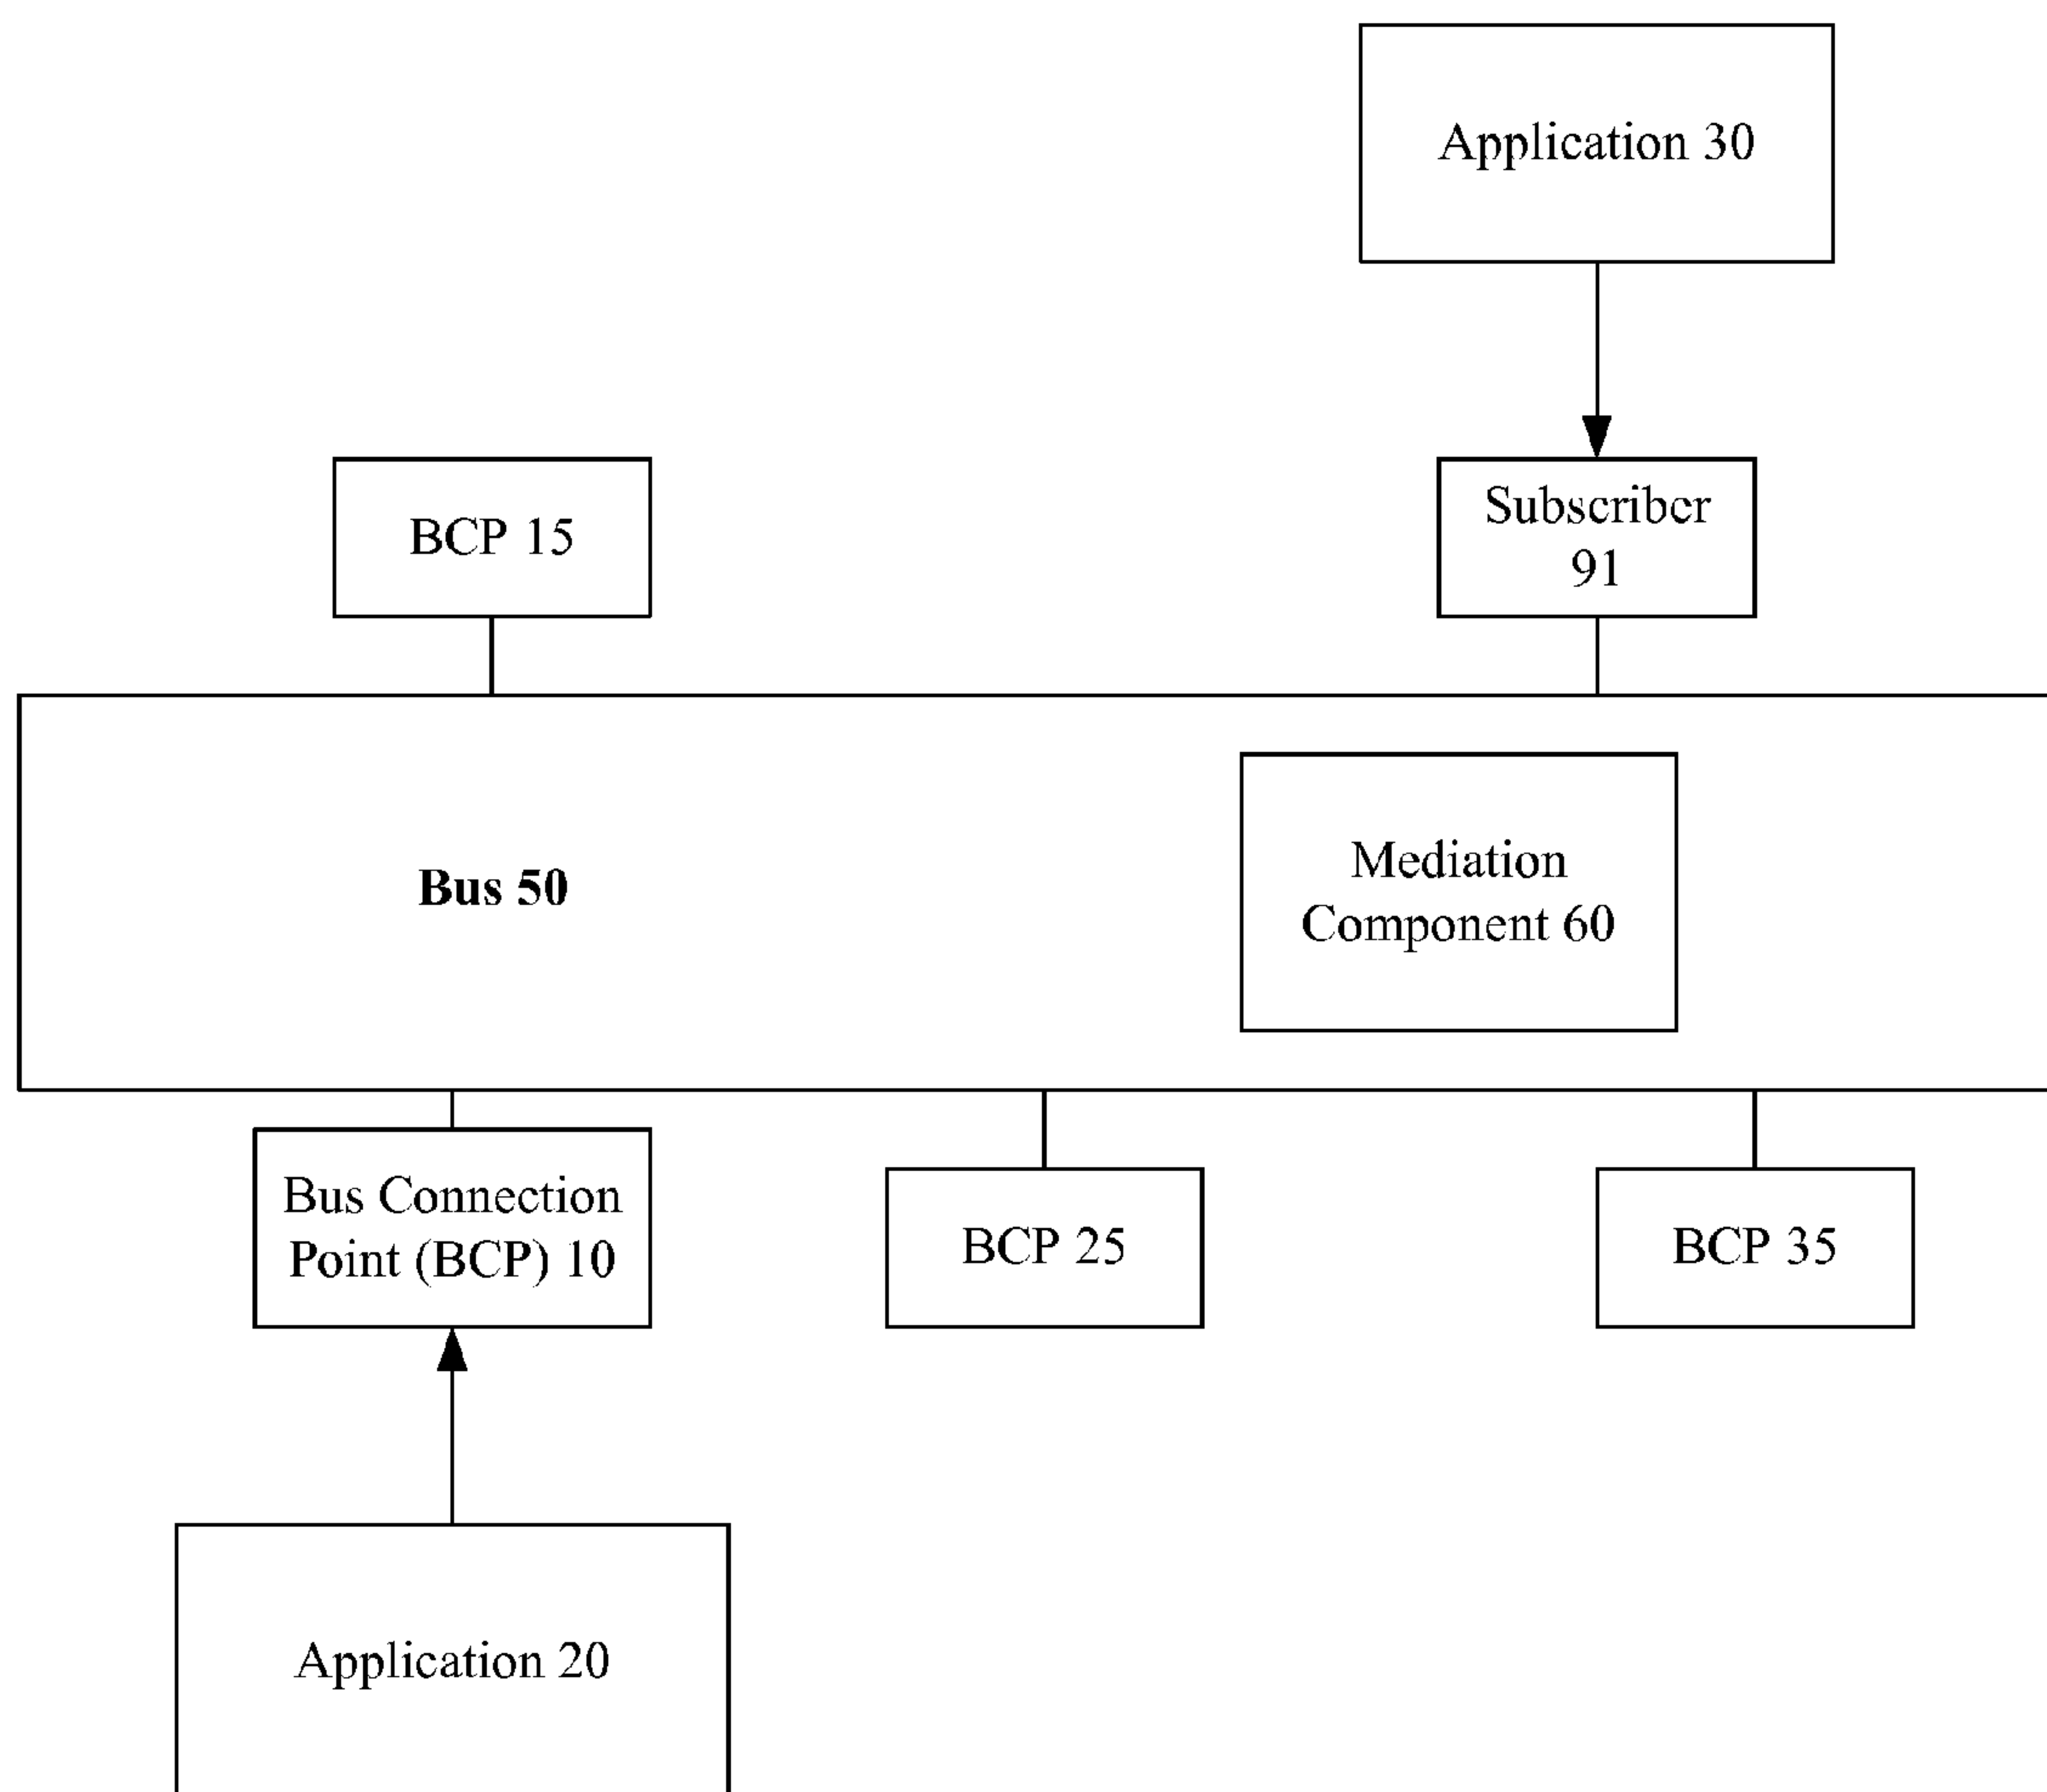 Application 30
BCP 15
Subscriber
91
Bus 50
Mediation
Component 60
Bus Connection
Point (BCP) 10
BCP 25
BCP 35
Application 20